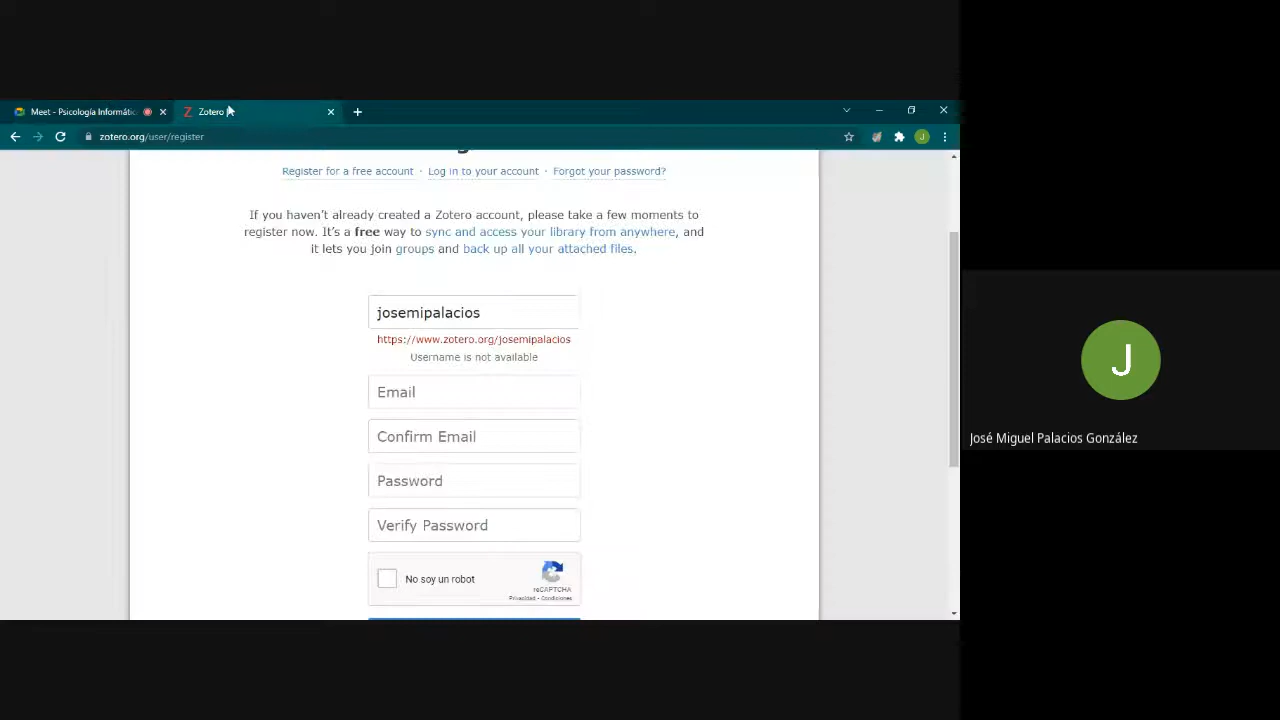 Meet - Psicología Informátic
Zotero
zotero.org/user/register
J
Register for a free account · Log in to your account · Forgot your password?
If you haven't already created a Zotero account, please take a few moments to
register now. It's a free way to sync and access your library from anywhere, and
it lets you join groups and back up all your attached files.
josemipalacios
https://www.zotero.org/josemipalacios
Username is not available
Email
Confirm Email
Password
Verify Password
No soy un robot
reCAPTCHA
Privacidad - Condiciones
J
José Miguel Palacios González